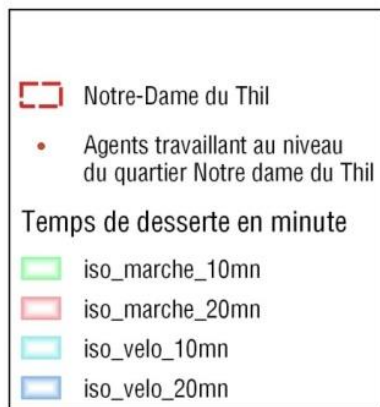 Notre-Dame du Thil
Agents travaillant au niveau
du quartier Notre dame du Thil
Temps de desserte en minute
iso_marche_10mn
iso_marche_20mn
iso_velo_10mn
iso_velo_20mn